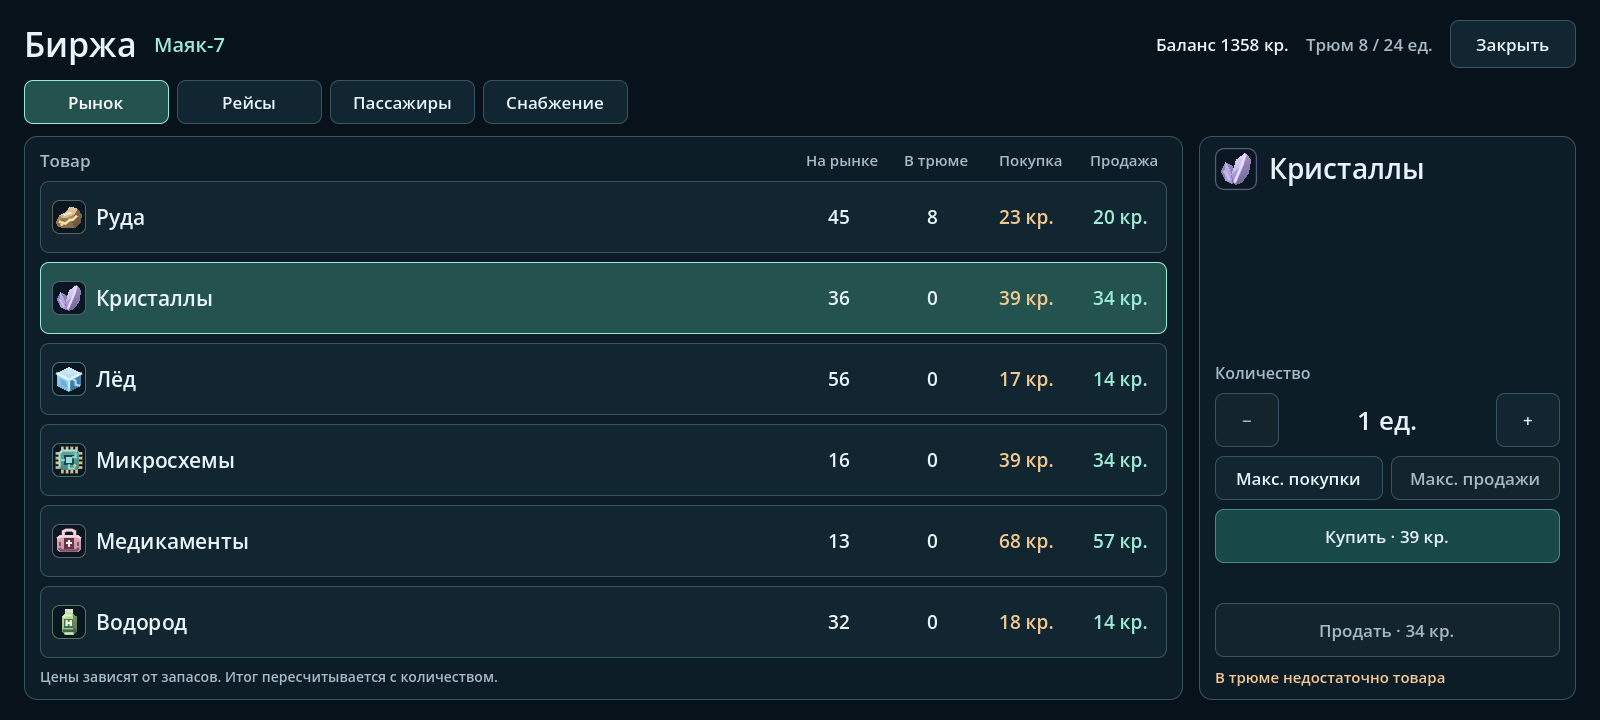 Биржа Маяк-7 Баланс 1358 кр. Трюм 8 / 24 ед. Закрыть
Рынок Рейсы Пассажиры Снабжение
Товар На рынке В трюме Покупка Продажа
Руда 45 8 23 кр. 20 кр.
Кристаллы 36 0 39 кр. 34 кр.
Лёд 56 0 17 кр. 14 кр.
Микросхемы 16 0 39 кр. 34 кр.
Медикаменты 13 0 68 кр. 57 кр.
H
Водород 32 0 18 кр. 14 кр.
Цены зависят от запасов. Итог пересчитывается с количеством.
Кристаллы
Количество
− 1 ед. +
Макс. покупки Макс. продажи
Купить · 39 кр.
Продать · 34 кр.
В трюме недостаточно товара